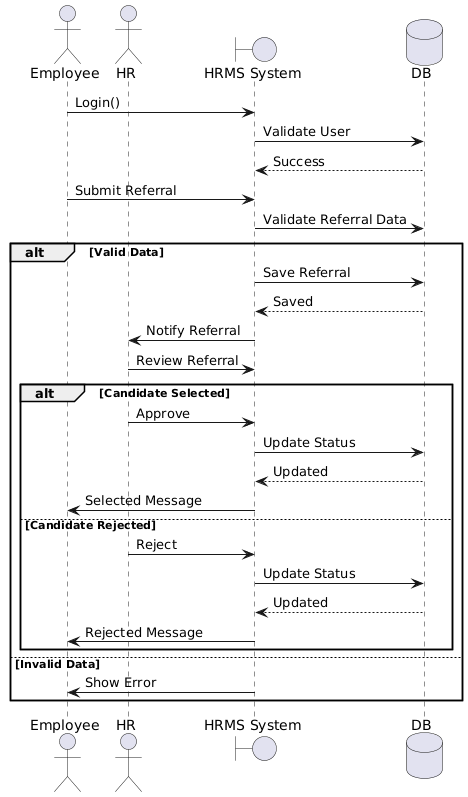 Employee HR HRMS System DB
Login()
Validate User
Success
Submit Referral
Validate Referral Data
alt [Valid Data]
Save Referral
Saved
Notify Referral
Review Referral
alt [Candidate Selected]
Approve
Update Status
Updated
Selected Message
[Candidate Rejected]
Reject
Update Status
Updated
Rejected Message
[Invalid Data]
Show Error
Employee HR HRMS System DB